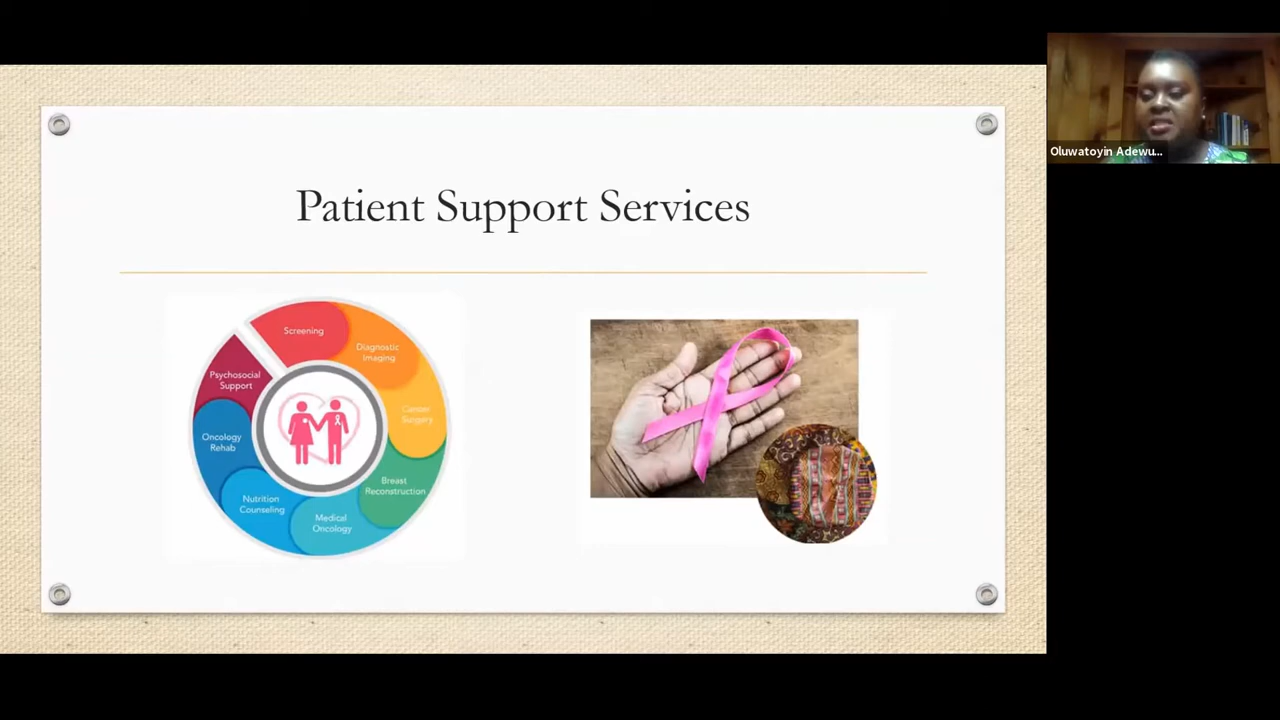 Patient Support Services
Screening
Diagnostic
Imaging
Cancer
Surgery
Breast
Reconstruction
Medical
Oncology
Nutrition
Counseling
Oncology
Rehab
Psychosocial
Support
Oluwatoyin Adewu...